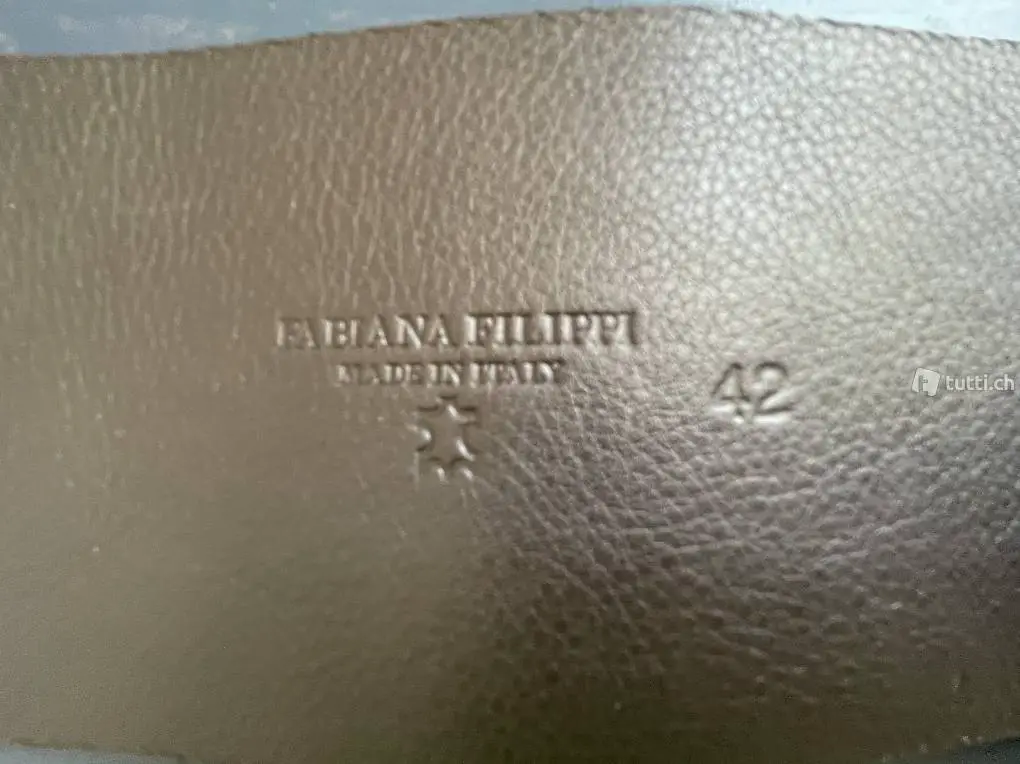 FABIANA FILIPPI
MADE IN ITALY
42
tutti.ch